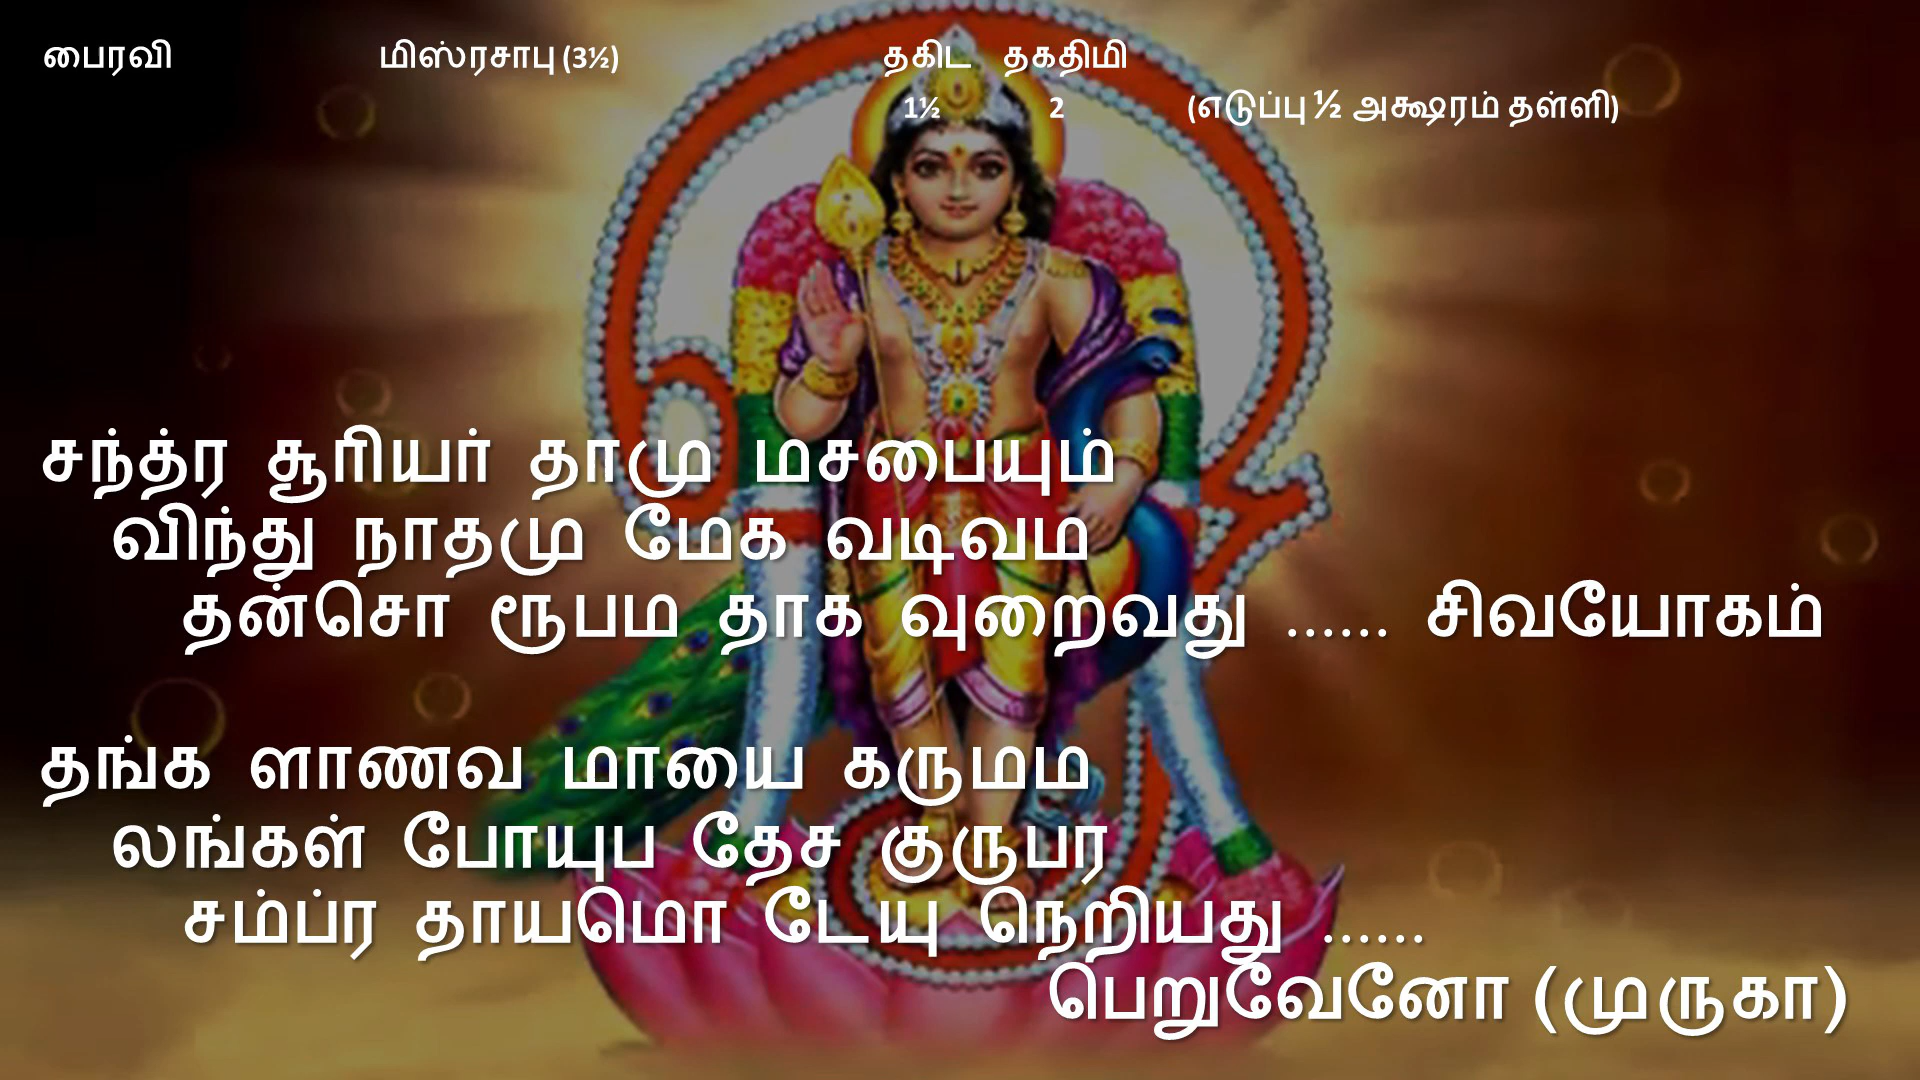 பைரவி மிஸ்ரசாபு (3½) தகிட தகதிமி
1½ 2 (எடுப்பு ½ அக்ஷரம் தள்ளி)
சந்த்ர சூரியர் தாமு மசபையும்
விந்து நாதமு மேக வடிவம
தன்சொ ரூபம தாக வுறைவது ...... சிவயோகம்
தங்க ளாணவ மாயை கருமம
லங்கள் போயுப தேச குருபர
சம்ப்ர தாயமொ டேயு நெறியது ......
பெறுவேனோ (முருகா)